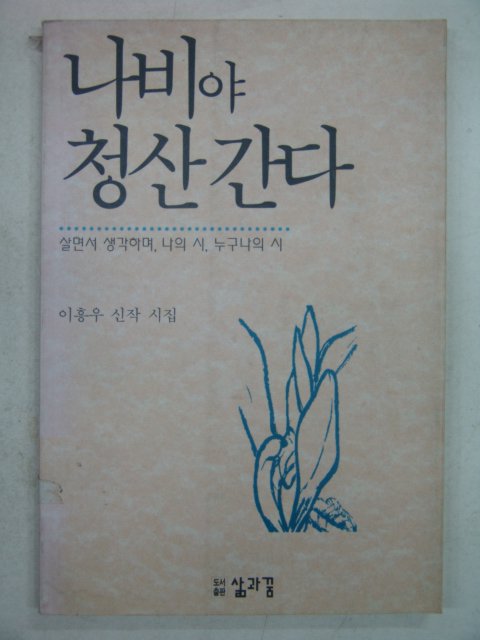 나비야
청산 간다
살면서 생각하며, 나의 시, 누구나의 시
이흥우 신작 시집
도서출판 삶과꿈